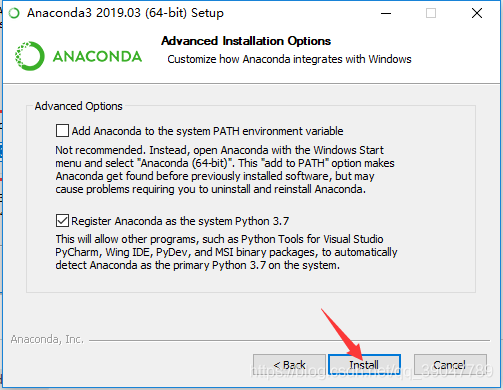 Anaconda3 2019.03 (64-bit) Setup
ANACONDA
Advanced Installation Options
Customize how Anaconda integrates with Windows
Advanced Options
Add Anaconda to the system PATH environment variable
Not recommended. Instead, open Anaconda with the Windows Start
menu and select "Anaconda (64-bit)". This "add to PATH" option makes
Anaconda get found before previously installed software, but may
cause problems requiring you to uninstall and reinstall Anaconda.
Register Anaconda as the system Python 3.7
This will allow other programs, such as Python Tools for Visual Studio
PyCharm, Wing IDE, PyDev, and MSI binary packages, to automatically
detect Anaconda as the primary Python 3.7 on the system.
Anaconda, Inc.
< Back
Install
Cancel